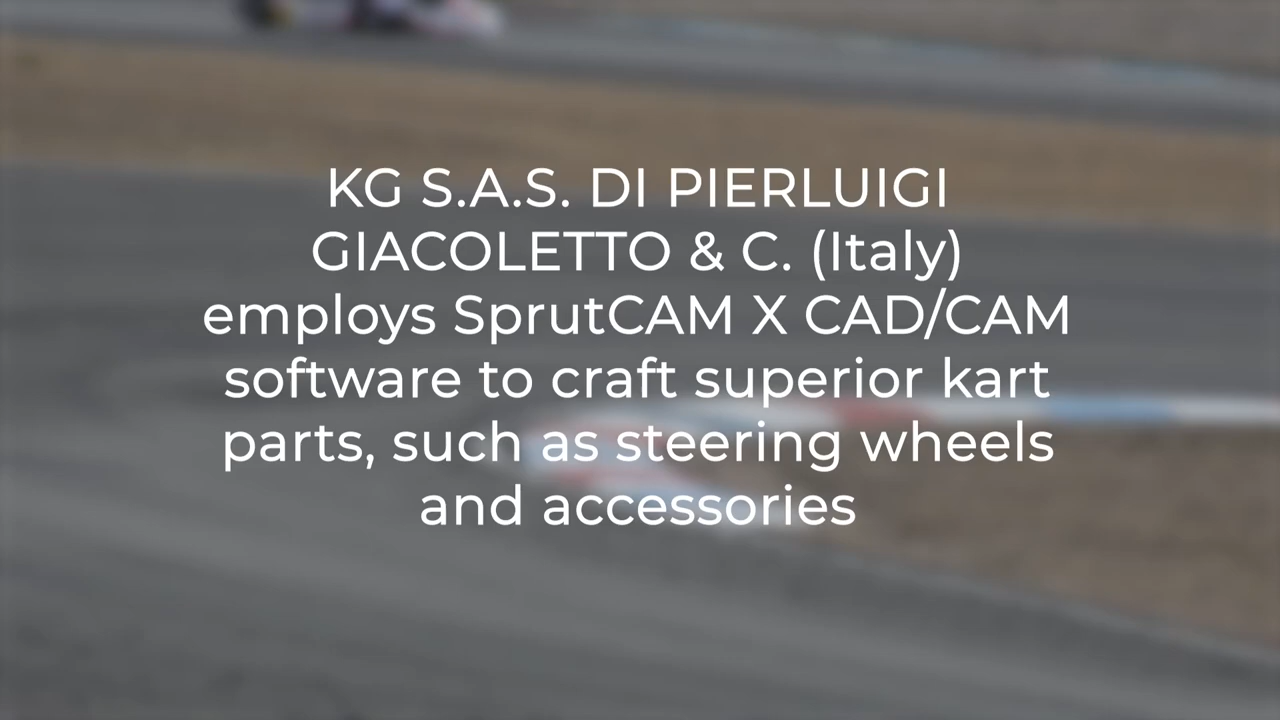 KG S.A.S. DI PIERLUIGI
GIACOLETTO & C. (Italy)
employs SprutCAM X CAD/CAM
software to craft superior kart
parts, such as steering wheels
and accessories